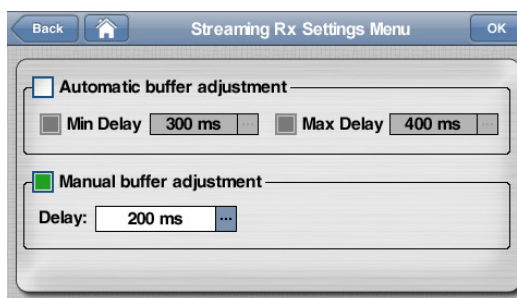 Back Streaming Rx Settings Menu OK
Automatic buffer adjustment
Min Delay 300 ms ... Max Delay 400 ms ...
Manual buffer adjustment
Delay: 200 ms ...